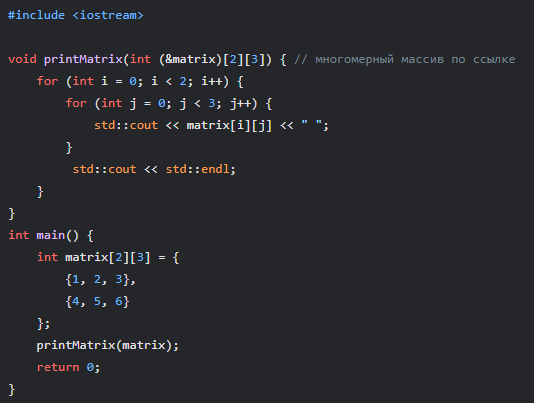 #include <iostream>

void printMatrix(int (&matrix)[2][3]) { // многомерный массив по ссылке
    for (int i = 0; i < 2; i++) {
        for (int j = 0; j < 3; j++) {
            std::cout << matrix[i][j] << " ";
        }
         std::cout << std::endl;
    }
}
int main() {
    int matrix[2][3] = {
        {1, 2, 3},
        {4, 5, 6}
    };
    printMatrix(matrix);
    return 0;
}